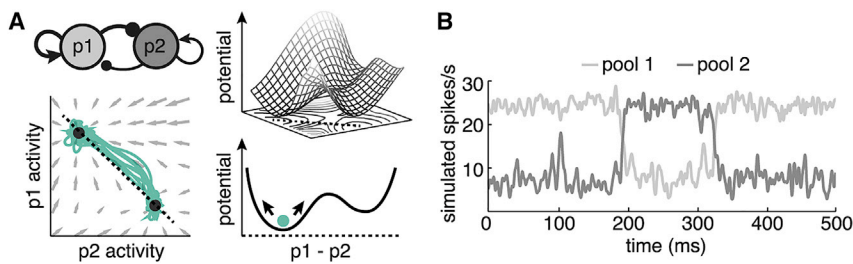 A
p1
p2
p1 activity
p2 activity
potential
potential
p1 - p2
B
pool 1
pool 2
simulated spikes/s
30
20
10
0
100
200
300
400
500
time (ms)